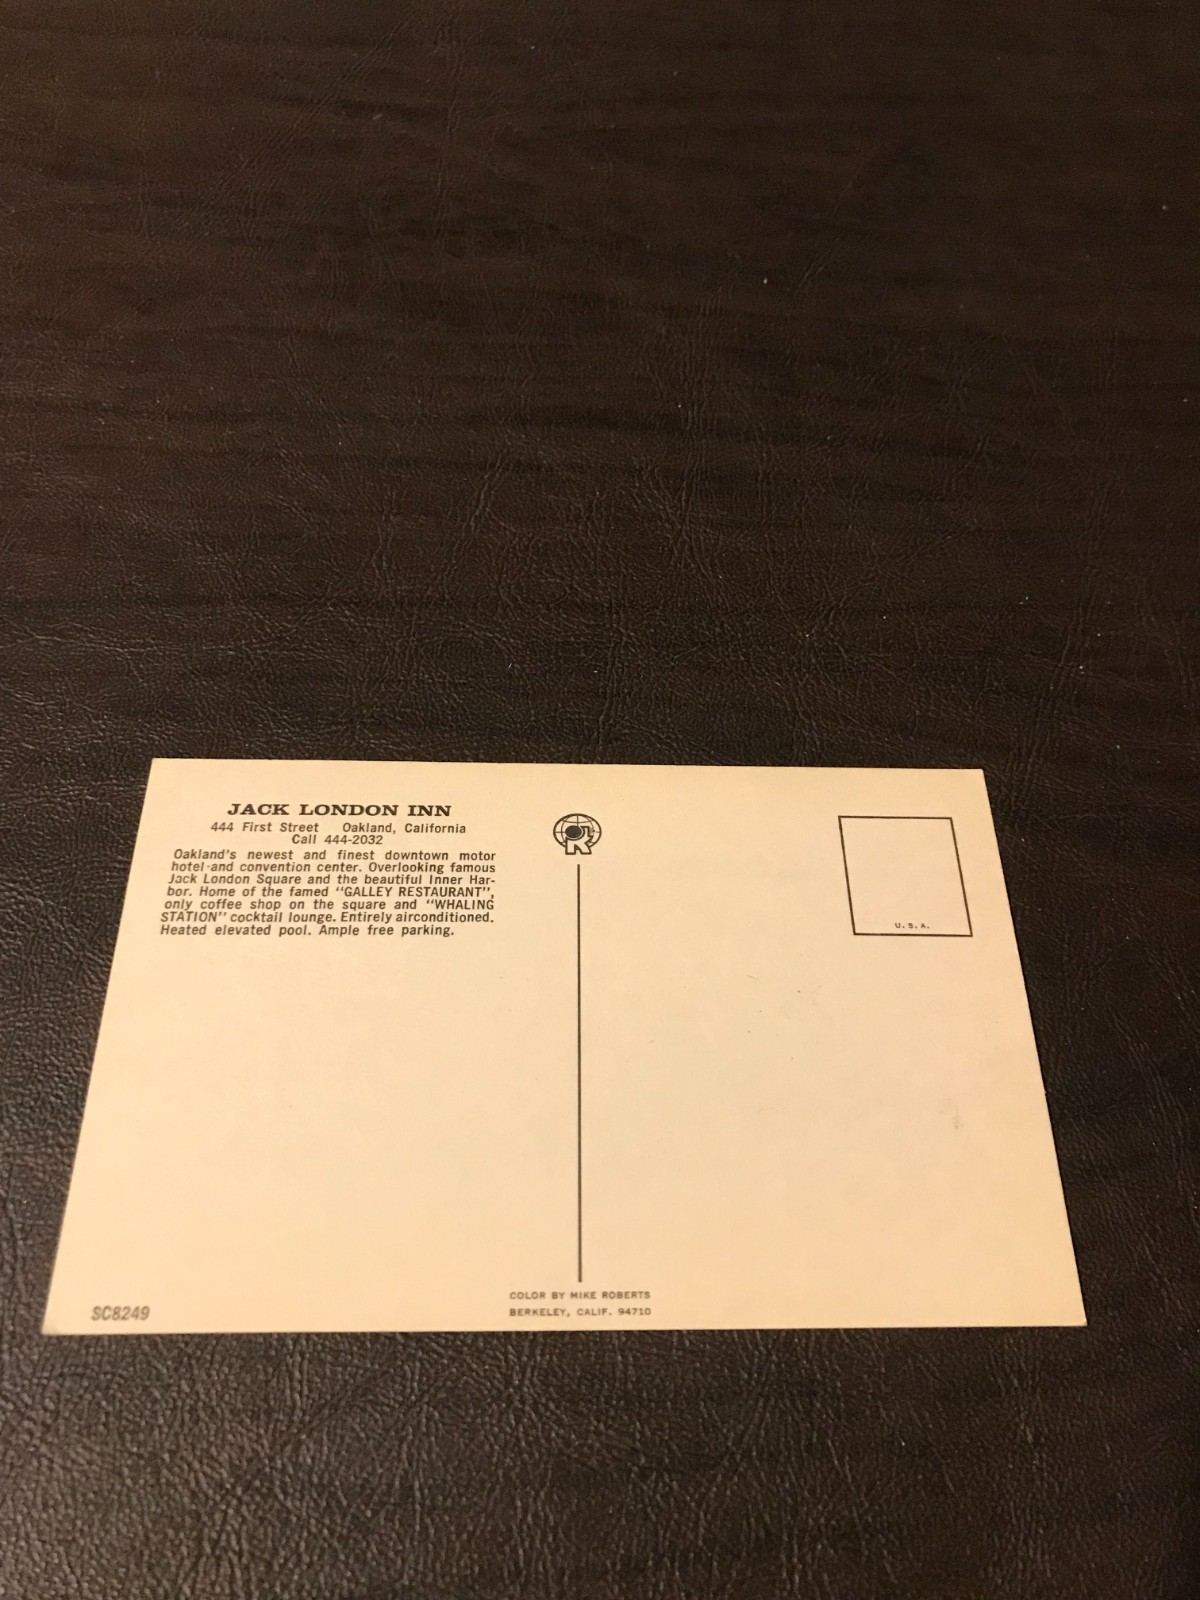 JACK LONDON INN
444 First Street Oakland, California
Call 444-2032
Oakland's newest and finest downtown motor
hotel and convention center. Overlooking famous
Jack London Square and the beautiful Inner Har-
bor. Home of the famed "GALLEY RESTAURANT",
only coffee shop on the square and "WHALING
STATION" cocktail lounge. Entirely airconditioned.
Heated elevated pool. Ample free parking.
U.S.A.
SC8249
COLOR BY MIKE ROBERTS
BERKELEY, CALIF. 94710